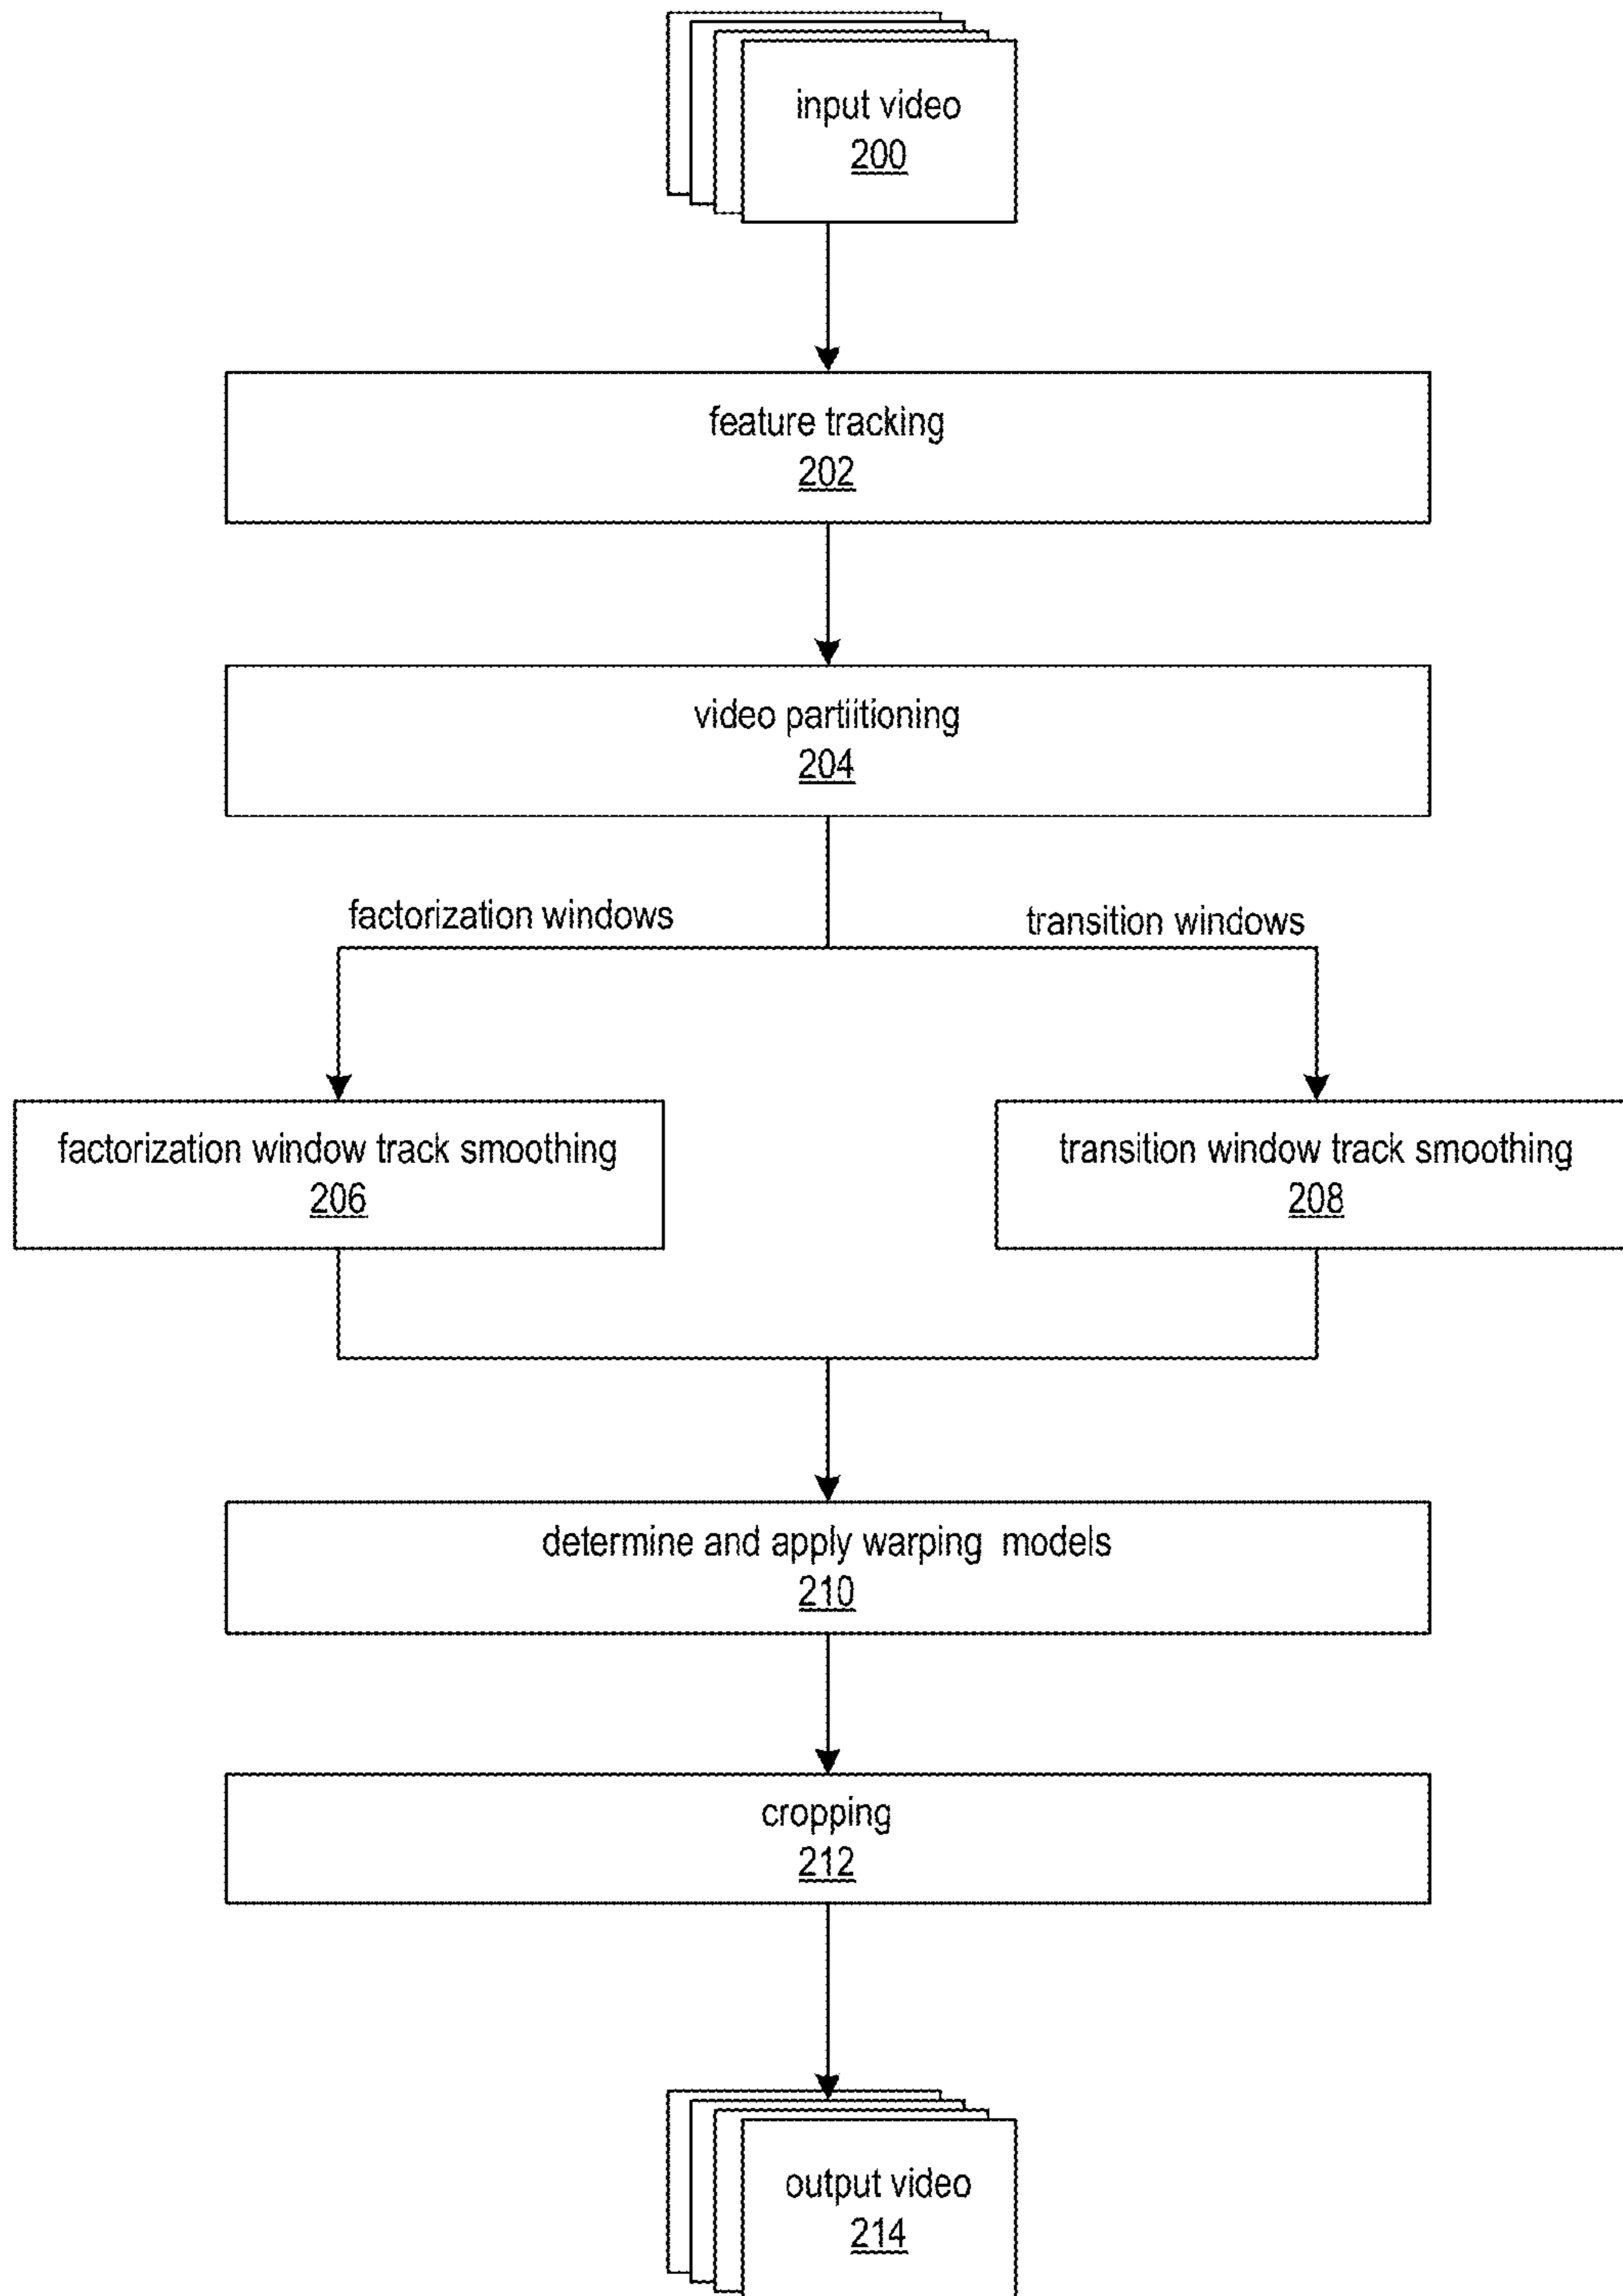 input video
200
feature tracking
202
video partiitioning
204
factorization windows
transition windows
factorization window track smoothing
206
transition window track smoothing
208
determine and apply warping models
210
cropping
212
output video
214